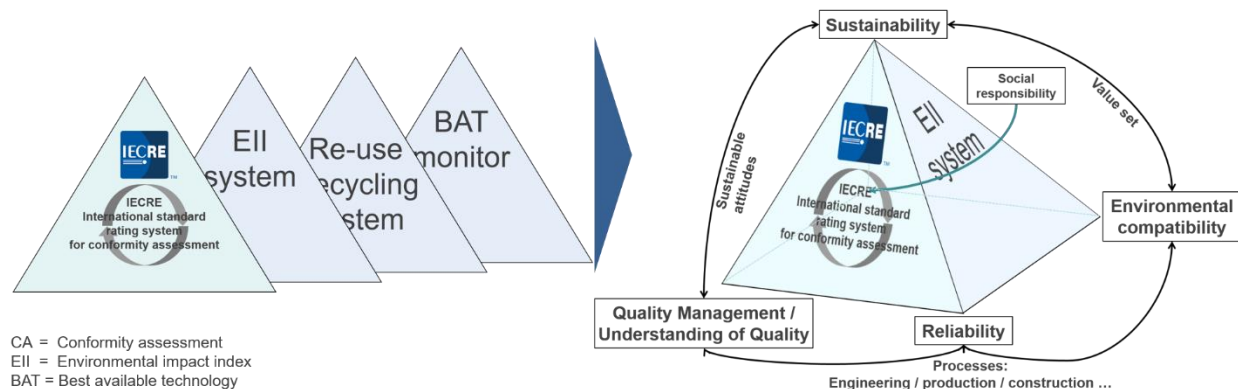 IECRE
TM
IECRE
International standard
rating system
for conformity assessment
EII
system
Re-use
ecycling
stem
BAT
monitor
CA = Conformity assessment
EII = Environmental impact index
BAT = Best available technology
Sustainability
Social
responsibility
Value set
Sustainable
attitudes
IECRE
TM
EII
system
IECRE
International standard
rating system
for conformity assessment
Environmental
compatibility
Quality Management /
Understanding of Quality
Reliability
Processes:
Engineering / production / construction ...